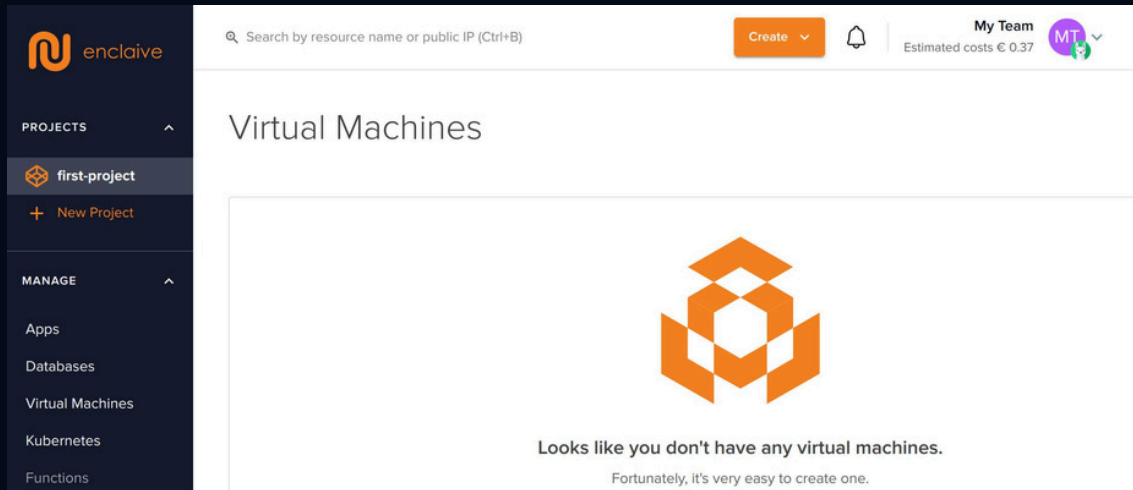 enclaive
Search by resource name or public IP (Ctrl+B)
Create
My Team
Estimated costs € 0.37
MT
PROJECTS
first-project
+ New Project
MANAGE
Apps
Databases
Virtual Machines
Kubernetes
Functions
Virtual Machines
Looks like you don't have any virtual machines.
Fortunately, it's very easy to create one.